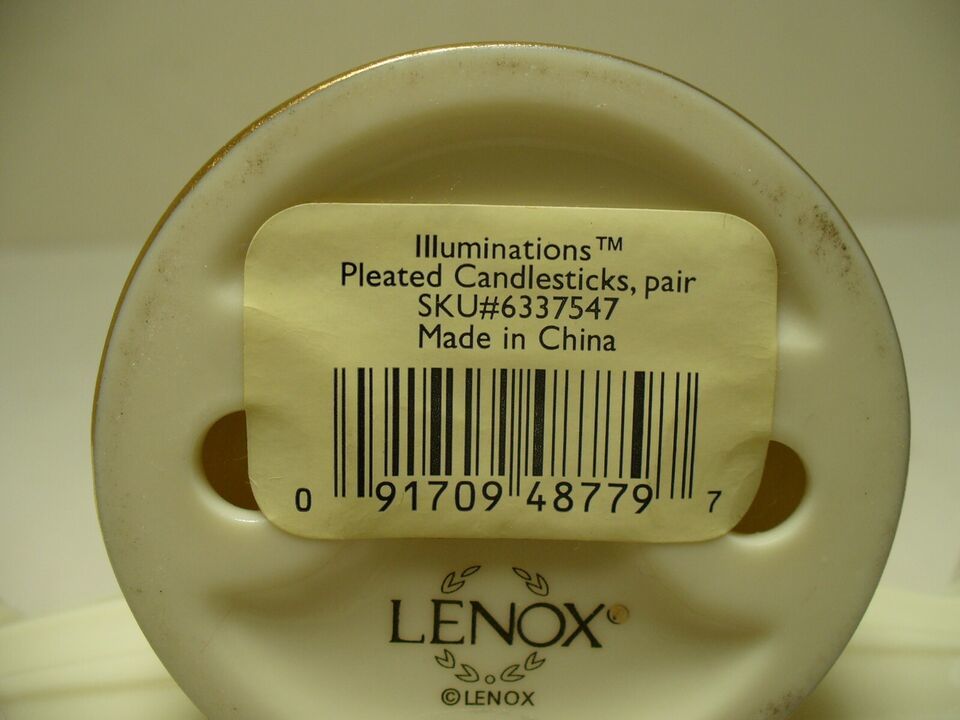 Illuminations™
Pleated Candlesticks, pair
SKU#6337547
Made in China
0 91709 48779 7
LENOX®
©LENOX